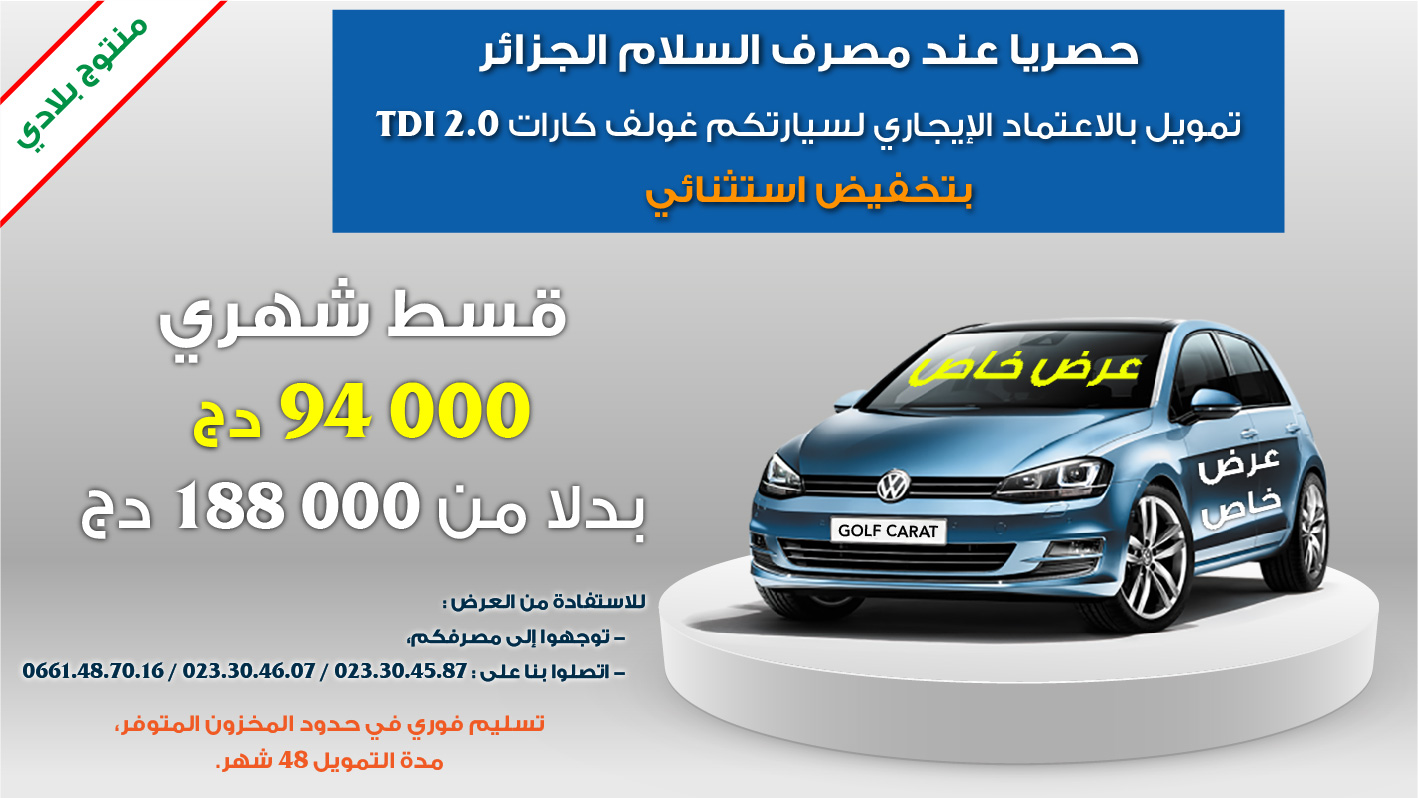 منتوج بلادي
حصريا عند مصرف السلام الجزائر
تمويل بالاعتماد الإيجاري لسيارتكم غولف كارات TDI 2.0
بتخفيض استثنائي
قسط شهري
94 000 دج
بدلا من 188 000 دج
عرض خاص
عرض
خاص
GOLF CARAT
للاستفادة من العرض :
- توجهوا إلى مصرفكم،
- اتصلوا بنا على : 023.30.45.87 / 023.30.46.07 / 0661.48.70.16
تسليم فوري في حدود المخزون المتوفر،
مدة التمويل 48 شهر.